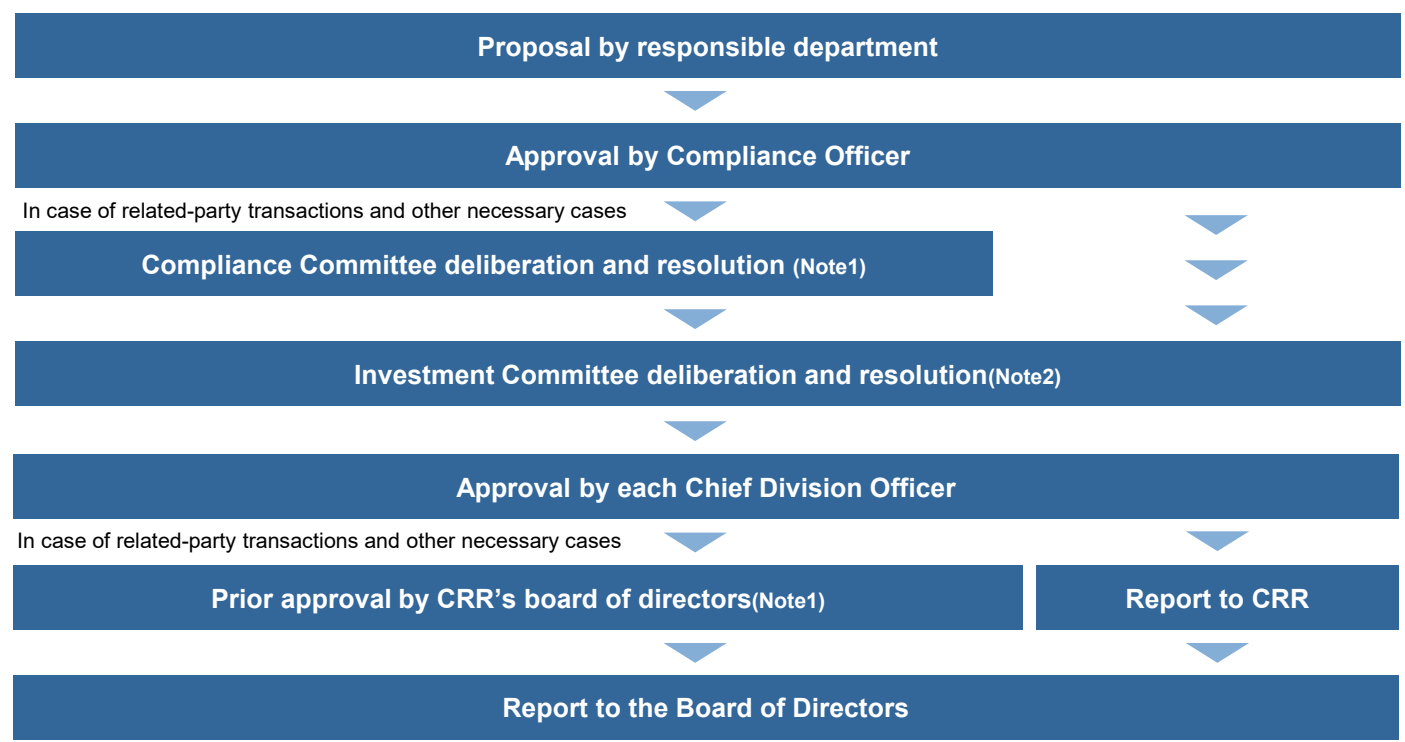 Proposal by responsible department
Approval by Compliance Officer
In case of related-party transactions and other necessary cases
Compliance Committee deliberation and resolution (Note1)
Investment Committee deliberation and resolution(Note2)
Approval by each Chief Division Officer
In case of related-party transactions and other necessary cases
Prior approval by CRR’s board of directors(Note1)
Report to CRR
Report to the Board of Directors